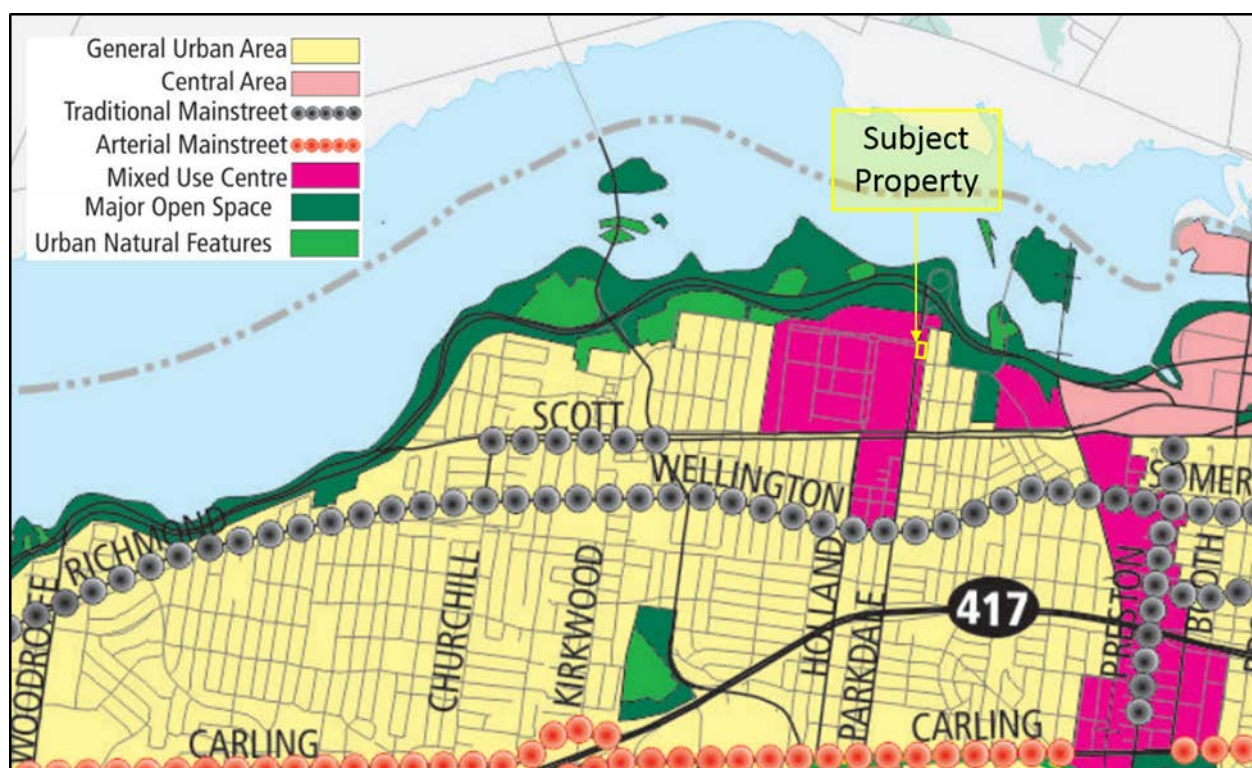 General Urban Area
Central Area
Traditional Mainstreet
Arterial Mainstreet
Mixed Use Centre
Major Open Space
Urban Natural Features
Subject
Property
SCOTT
WELLINGTON
SOMER
RICHMOND
WOODROFFE
CHURCHILL
KIRKWOOD
HOLLAND
PARKDALE
417
PRESTON
BOOTH
CARLING
CARLING